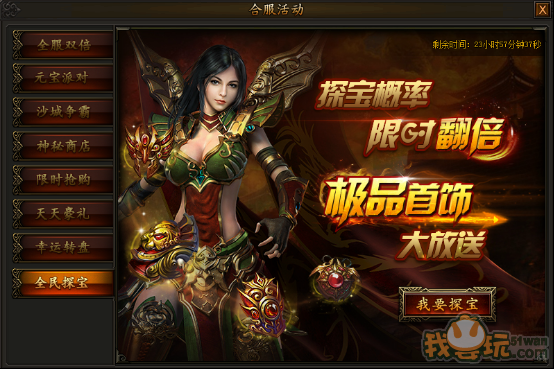 合服活动
全服双倍
元宝派对
沙城争霸
神秘商店
限时抢购
天天豪礼
幸运转盘
全民探宝
剩余时间：23小时57分钟37秒
探宝概率
限时翻倍
极品首饰
大放送
我要探宝
51wan
我要玩